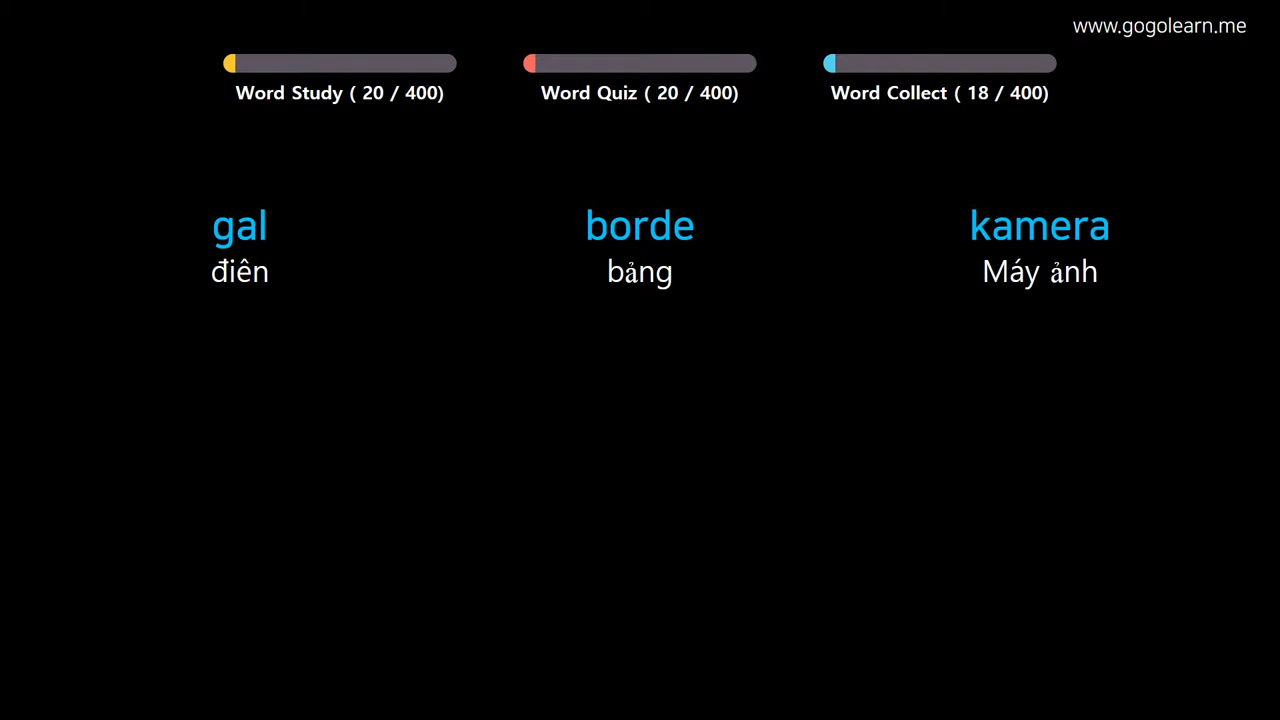 www.gogolearn.me
Word Study ( 20 / 400)
Word Quiz ( 20 / 400)
Word Collect ( 18 / 400)
gal
borde
kamera
điên
bảng
Máy ảnh